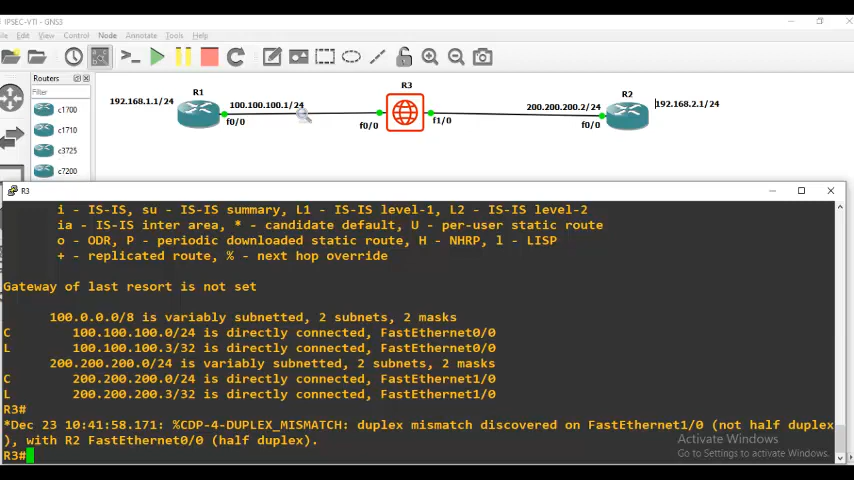 IPSEC-VTI - GNS3
File Edit View Control Node Annotate Tools Help
Routers
Filter
c1700
c1710
c3725
c7200
R1
192.168.1.1/24
100.100.100.1/24
f0/0
R3
f0/0
f1/0
R2
200.200.200.2/24
192.168.2.1/24
f0/0
R3
i - IS-IS, su - IS-IS summary, L1 - IS-IS level-1, L2 - IS-IS level-2
ia - IS-IS inter area, * - candidate default, U - per-user static route
o - ODR, P - periodic downloaded static route, H - NHRP, l - LISP
+ - replicated route, % - next hop override
Gateway of last resort is not set
100.0.0.0/8 is variably subnetted, 2 subnets, 2 masks
C 100.100.100.0/24 is directly connected, FastEthernet0/0
L 100.100.100.3/32 is directly connected, FastEthernet0/0
200.200.200.0/24 is variably subnetted, 2 subnets, 2 masks
C 200.200.200.0/24 is directly connected, FastEthernet1/0
L 200.200.200.3/32 is directly connected, FastEthernet1/0
R3#
*Dec 23 10:41:58.171: %CDP-4-DUPLEX_MISMATCH: duplex mismatch discovered on FastEthernet1/0 (not half duplex
), with R2 FastEthernet0/0 (half duplex).
R3#
Activate Windows
Go to Settings to activate Windows.